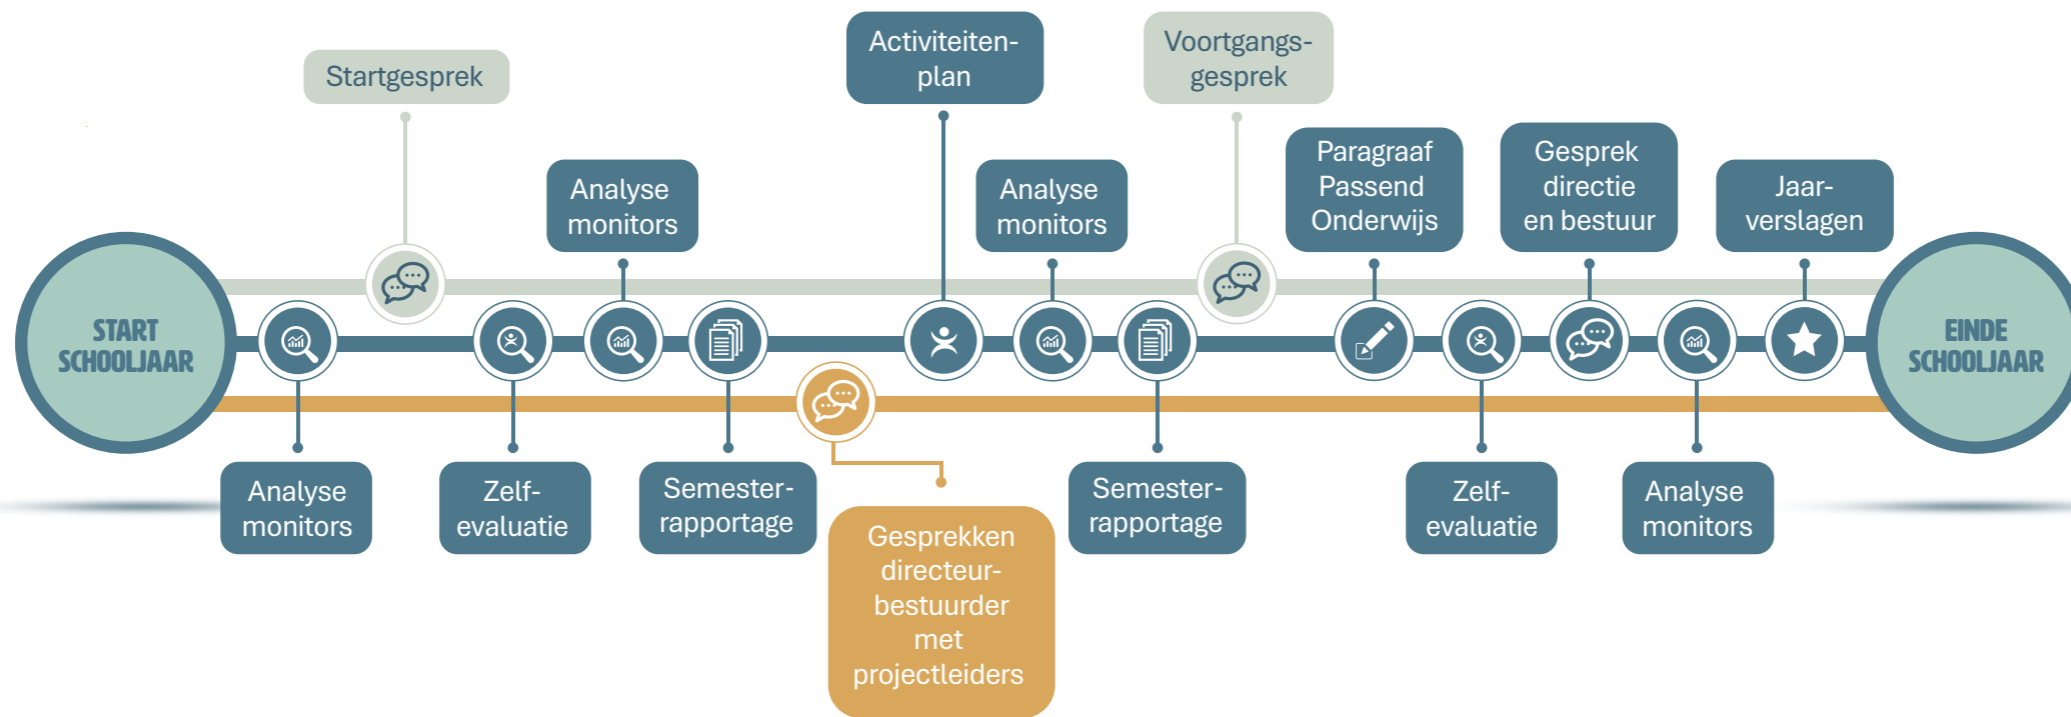 START
SCHOOLJAAR
Analyse
monitors
Startgesprek
Zelf-
evaluatie
Analyse
monitors
Semester-
rapportage
Gesprekken
directeur-
bestuurder
met
projectleiders
Activiteiten-
plan
Analyse
monitors
Semester-
rapportage
Voortgangs-
gesprek
Paragraaf
Passend
Onderwijs
Zelf-
evaluatie
Gesprek
directie
en bestuur
Analyse
monitors
Jaar-
verslagen
EINDE
SCHOOLJAAR